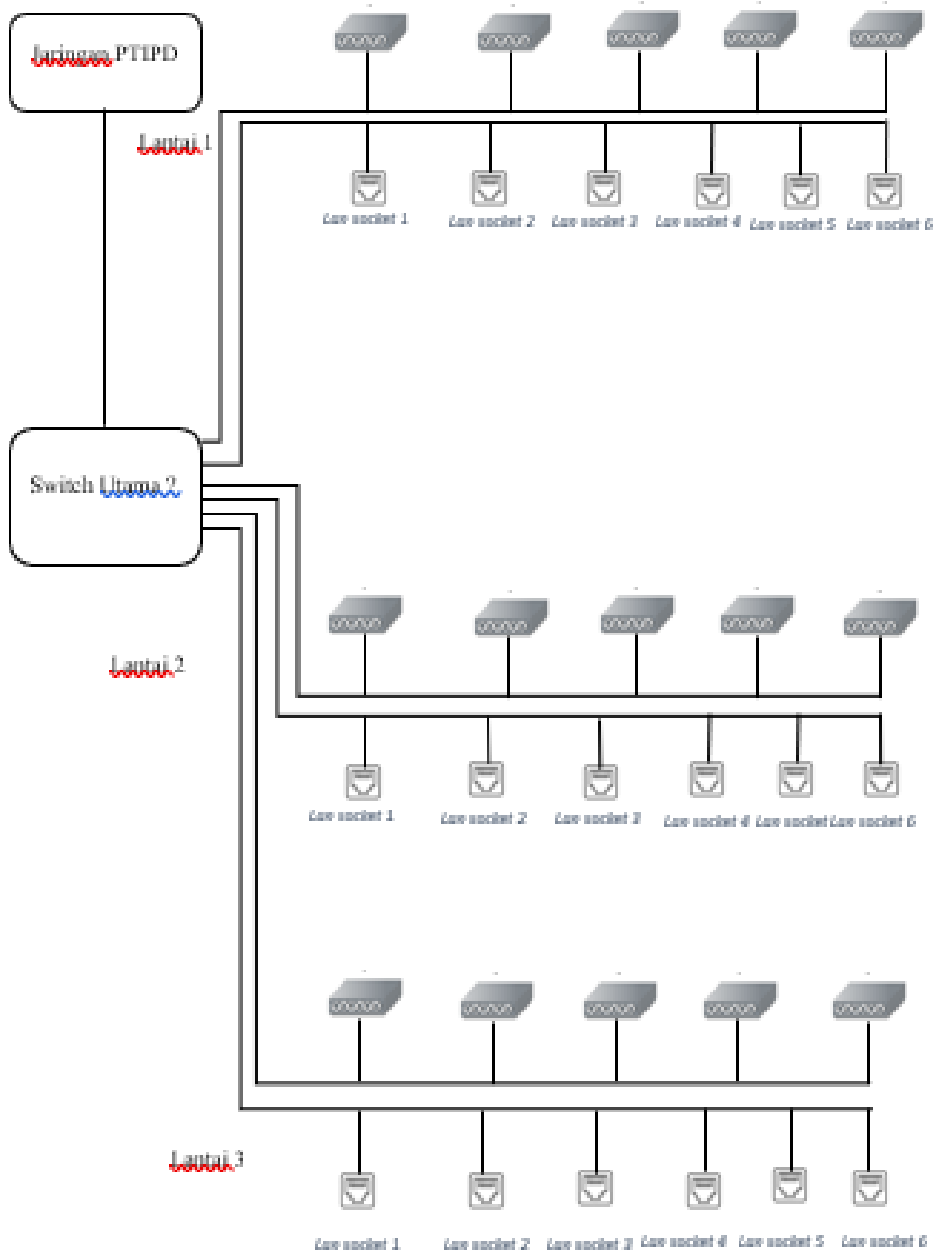 Jaringan PTIPD
Lantai 1
Lan socket 1 Lan socket 2 Lan socket 3 Lan socket 4 Lan socket 5 Lan socket 6
Switch Utama 2
Lantai 2
Lan socket 1 Lan socket 2 Lan socket 3 Lan socket 4 Lan socket Lan socket 6
Lantai 3
Lan socket 1 Lan socket 2 Lan socket 3 Lan socket 4 Lan socket 5 Lan socket 6